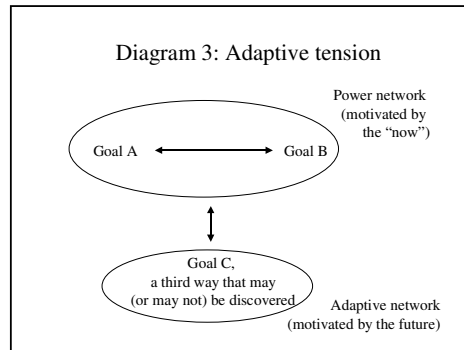 Diagram 3: Adaptive tension
Power network
(motivated by
the “now”)
Goal A
Goal B
Goal C,
a third way that may
(or may not) be discovered
Adaptive network
(motivated by the future)